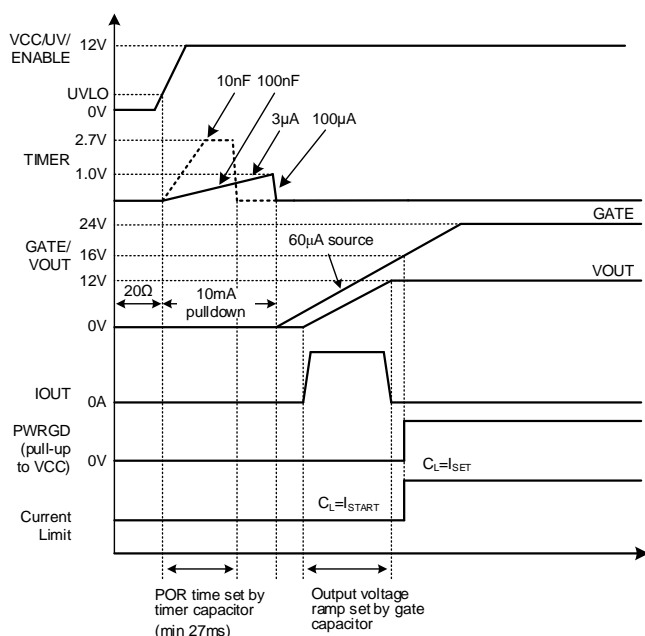 VCC/UV/
ENABLE
12V
UVLO
0V
10nF 100nF
3µA
100µA
2.7V
TIMER
1.0V
24V
GATE
GATE/
VOUT
60µA source
16V
12V
VOUT
20Ω
10mA
pulldown
0V
IOUT
0A
PWRGD
(pull-up
to VCC)
0V
CL=ISET
CL=ISTART
Current
Limit
POR time set by
timer capacitor
(min 27ms)
Output voltage
ramp set by gate
capacitor